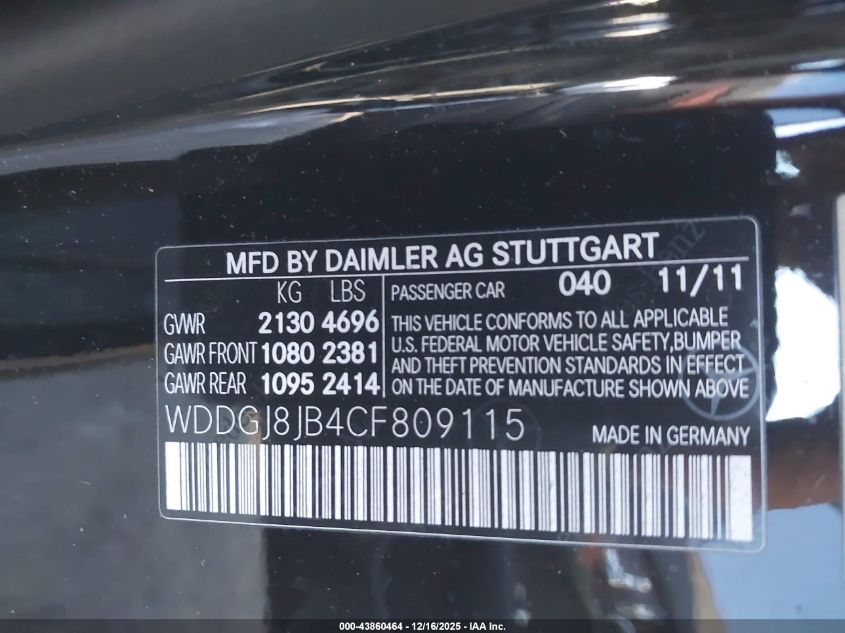 MFD BY DAIMLER AG STUTTGART
KG LBS
GVWR 2130 4696
GAWR FRONT 1080 2381
GAWR REAR 1095 2414
PASSENGER CAR 040 11/11
THIS VEHICLE CONFORMS TO ALL APPLICABLE
U.S. FEDERAL MOTOR VEHICLE SAFETY,BUMPER
AND THEFT PREVENTION STANDARDS IN EFFECT
ON THE DATE OF MANUFACTURE SHOWN ABOVE
WDDGJ8JB4CF809115
MADE IN GERMANY
000-43860464 - 12/16/2025 - IAA Inc.